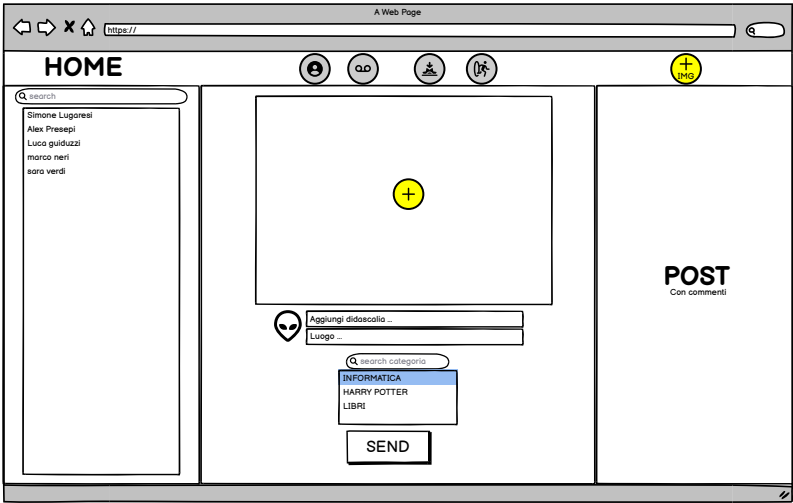 A Web Page
https://
HOME
IMG
search
Simone Lugaresi
Alex Presepi
Luca guiduzzi
marco neri
sara verdi
Aggiungi didascalia ...
Luogo ...
search categoria
INFORMATICA
HARRY POTTER
LIBRI
SEND
POST
Con commenti